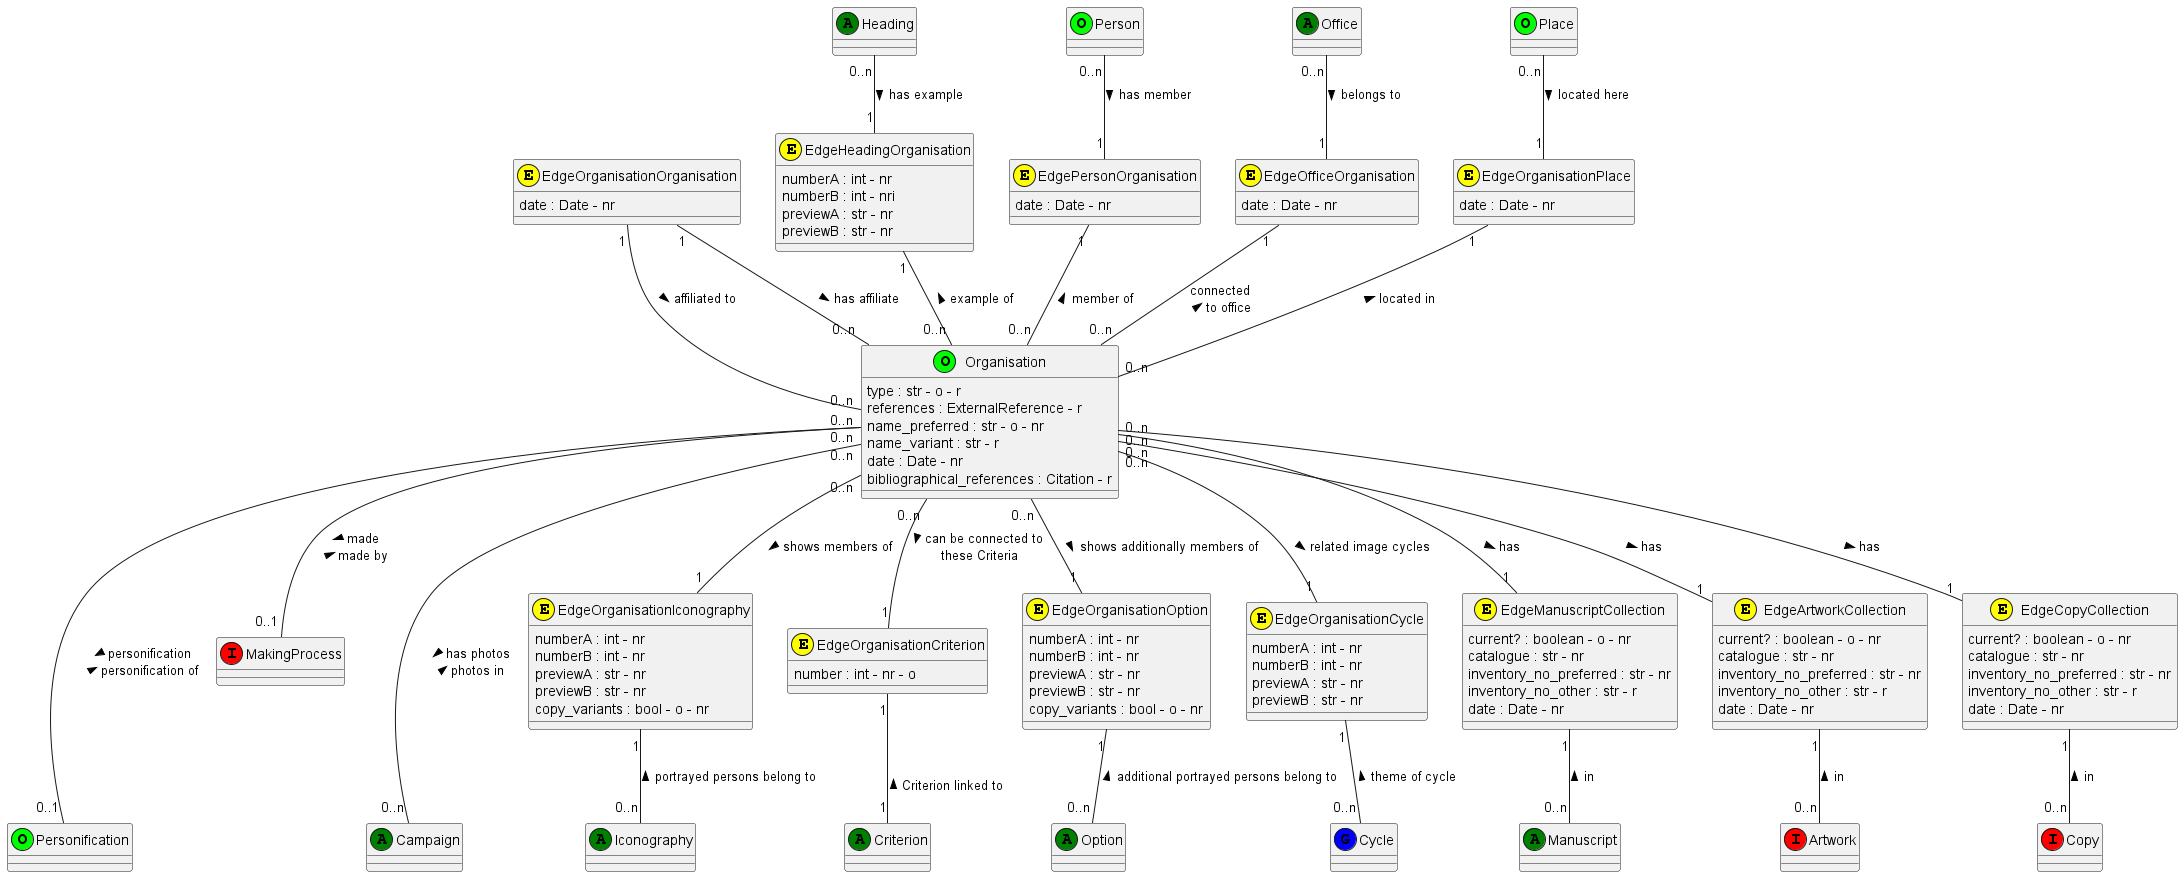 A Heading
O Person
A Office
O Place
0..n
0..n
0..n
0..n
has example
has member
belongs to
located here
1
1
1
1
E EdgeOrganisationOrganisation
date : Date - nr
E EdgeHeadingOrganisation
numberA : int - nr
numberB : int - nri
previewA : str - nr
previewB : str - nr
E EdgePersonOrganisation
date : Date - nr
E EdgeOfficeOrganisation
date : Date - nr
E EdgeOrganisationPlace
date : Date - nr
1
1
1
1
1
1
affiliated to
has affiliate
example of
member of
connected
to office
located in
0..n
0..n
0..n
0..n
0..n
O Organisation
type : str - o - r
references : ExternalReference - r
name_preferred : str - o - nr
name_variant : str - r
date : Date - nr
bibliographical_references : Citation - r
0..n
0..n
0..n
0..n
0..n
0..n
0..n
0..n
0..n
0..n
0..n
made
made by
shows members of
can be connected to
these Criteria
shows additionally members of
related image cycles
has
has
has
personification
personification of
0..1
I MakingProcess
has photos
photos in
1
1
1
1
1
1
1
E EdgeOrganisationIconography
numberA : int - nr
numberB : int - nr
previewA : str - nr
previewB : str - nr
copy_variants : bool - o - nr
E EdgeOrganisationCriterion
number : int - nr - o
E EdgeOrganisationOption
numberA : int - nr
numberB : int - nr
previewA : str - nr
previewB : str - nr
copy_variants : bool - o - nr
E EdgeOrganisationCycle
numberA : int - nr
numberB : int - nr
previewA : str - nr
previewB : str - nr
E EdgeManuscriptCollection
current? : boolean - o - nr
catalogue : str - nr
inventory_no_preferred : str - nr
inventory_no_other : str - r
date : Date - nr
E EdgeArtworkCollection
current? : boolean - o - nr
catalogue : str - nr
inventory_no_preferred : str - nr
inventory_no_other : str - r
date : Date - nr
E EdgeCopyCollection
current? : boolean - o - nr
catalogue : str - nr
inventory_no_preferred : str - nr
inventory_no_other : str - r
date : Date - nr
1
1
1
1
1
1
1
portrayed persons belong to
Criterion linked to
additional portrayed persons belong to
theme of cycle
in
in
in
0..1
0..n
0..n
1
0..n
0..n
0..n
0..n
0..n
O Personification
A Campaign
A Iconography
A Criterion
A Option
G Cycle
A Manuscript
I Artwork
I Copy